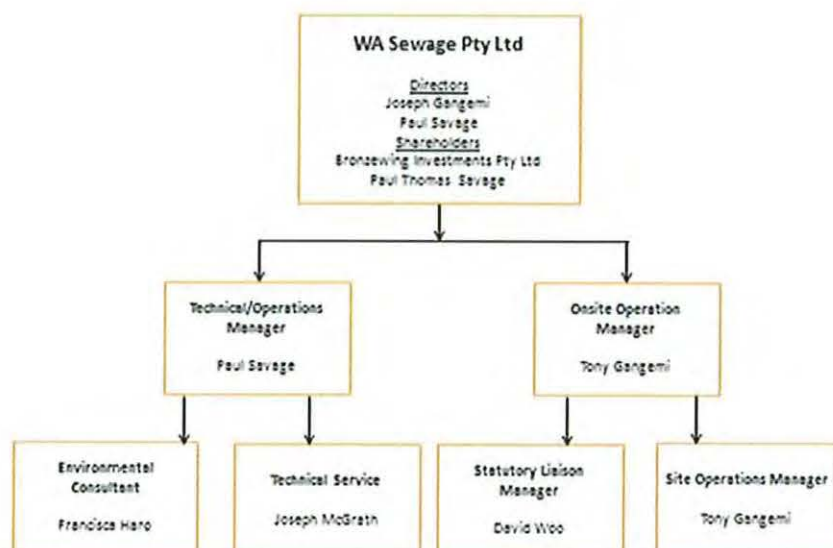 WA Sewage Pty Ltd
Directors
Joseph Gangemi
Paul Savage
Shareholders
Bronzewing Investments Pty Ltd
Paul Thomas Savage
Technical/Operations
Manager
Paul Savage
Onsite Operation
Manager
Tony Gangemi
Environmental
Consultant
Francisca Haro
Technical Service
Joseph McGrath
Statutory Liaison
Manager
David Woo
Site Operations Manager
Tony Gangemi